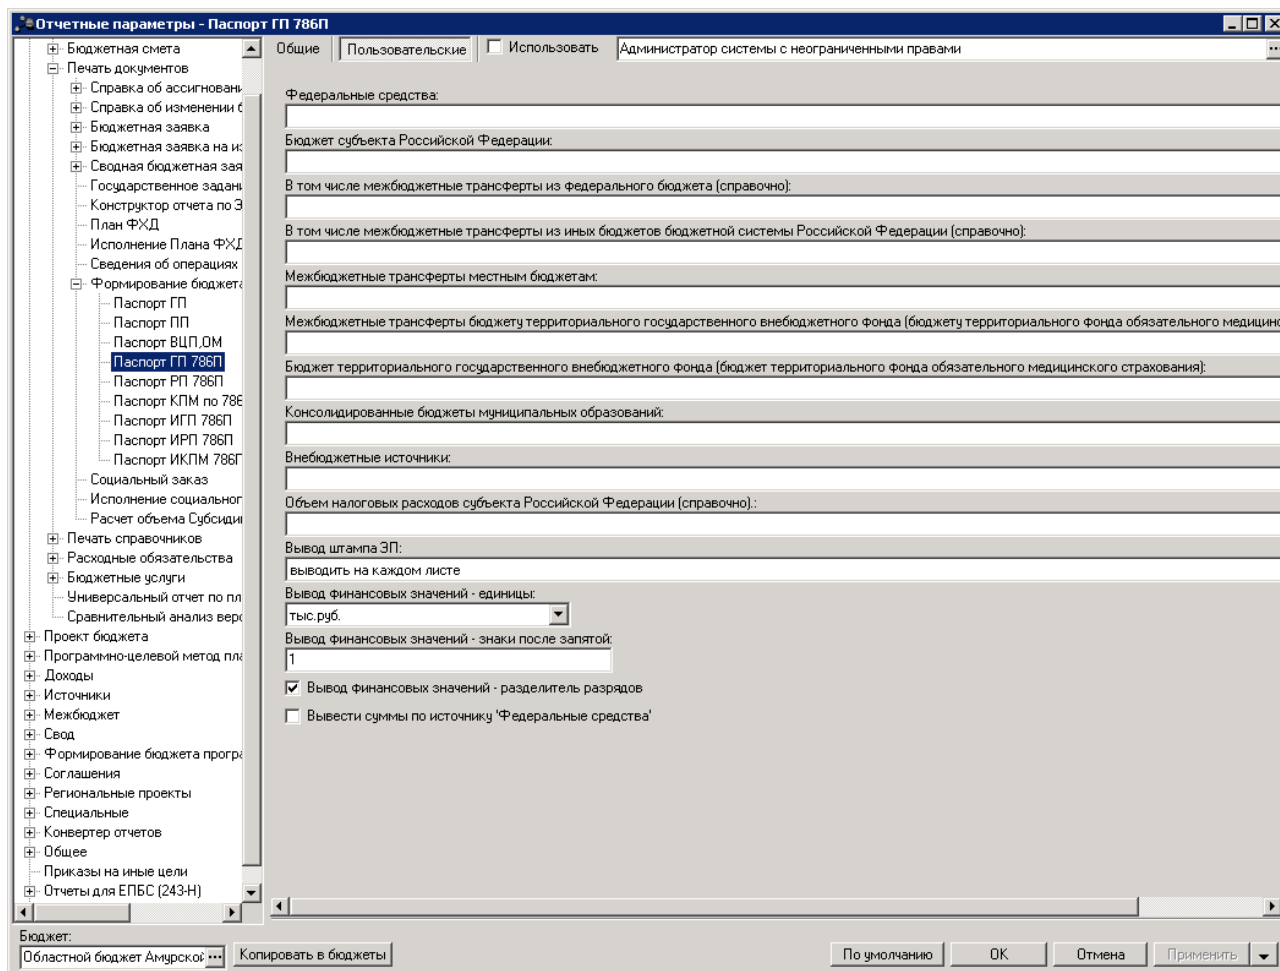 Отчетные параметры - Паспорт ГП 786П
Бюджетная смета
Печать документов
Справка об ассигнован
Справка об изменении б
Бюджетная заявка
Бюджетная заявка на из
Сводная бюджетная зая
Государственное задани
Конструктор отчета по Э
План ФХД
Исполнение Плана ФХД
Сведения об операциях
Формирование бюджета
Паспорт ГП
Паспорт ПП
Паспорт ВЦП,ОМ
Паспорт ГП 786П
Паспорт РП 786П
Паспорт КПМ по 786
Паспорт ИГП 786П
Паспорт ИРП 786П
Паспорт ИКПМ 786П
Социальный заказ
Исполнение социальног
Расчет объема Субсиди
Печать справочников
Расходные обязательства
Бюджетные услуги
Универсальный отчет по пл
Сравнительный анализ верс
Проект бюджета
Программно-целевой метод пла
Доходы
Источники
Межбюджет
Свод
Формирование бюджета програ
Соглашения
Региональные проекты
Специальные
Конвертер отчетов
Общее
Приказы на иные цели
Отчеты для ЕПБС (243-Н)
Общие Пользовательские Использовать Администратор системы с неограниченными правами ...
Федеральные средства:
Бюджет субъекта Российской Федерации:
В том числе межбюджетные трансферты из федерального бюджета (справочно):
В том числе межбюджетные трансферты из иных бюджетов бюджетной системы Российской Федерации (справочно):
Межбюджетные трансферты местным бюджетам:
Межбюджетные трансферты бюджету территориального государственного внебюджетного фонда (бюджету территориального фонда обязательного медицинс
Бюджет территориального государственного внебюджетного фонда (бюджет территориального фонда обязательного медицинского страхования):
Консолидированные бюджеты муниципальных образований:
Внебюджетные источники:
Объем налоговых расходов субъекта Российской Федерации (справочно).:
Вывод штампа ЭП:
выводить на каждом листе
Вывод финансовых значений - единицы:
тыс.руб.
Вывод финансовых значений - знаки после запятой:
1
Вывод финансовых значений - разделитель разрядов
Вывести суммы по источнику 'Федеральные средства'
Бюджет:
Областной бюджет Амурской ... Копировать в бюджеты По умолчанию OK Отмена Применить